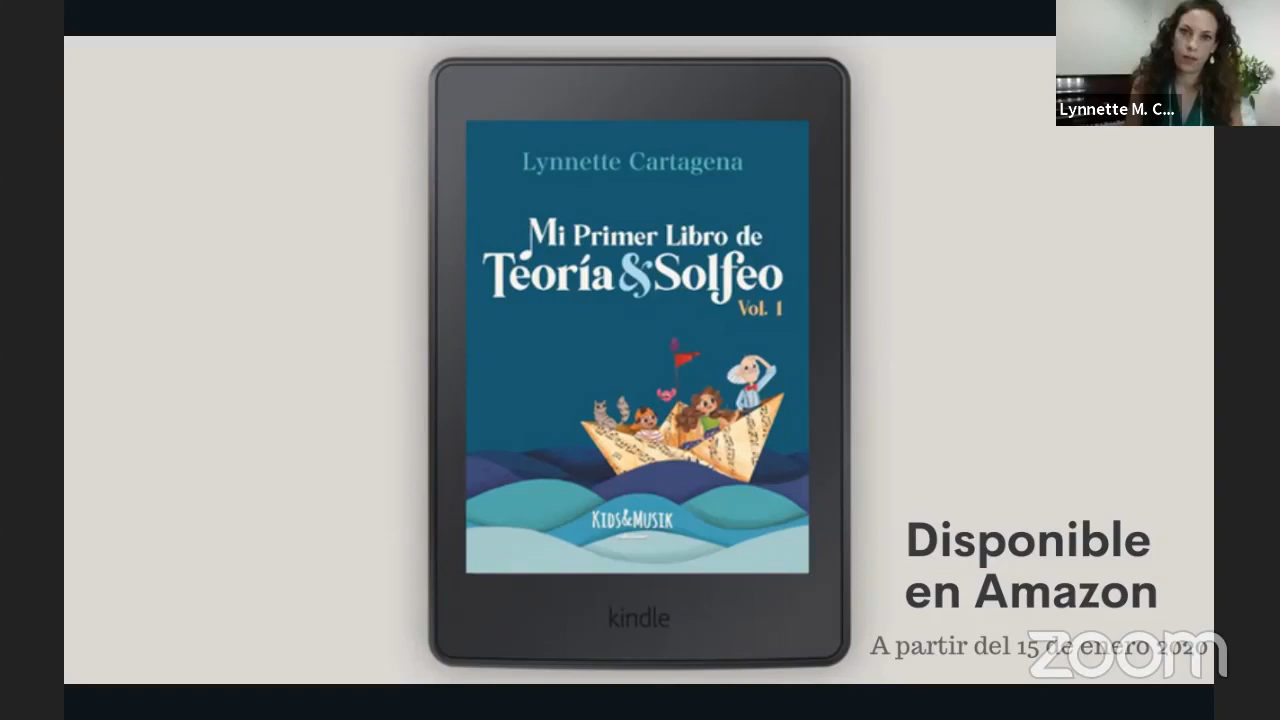 Lynnette M. C...
Lynnette Cartagena
Mi Primer Libro de
Teoría & Solfeo
Vol. 1
KIDS&MUSIK
kindle
Disponible
en Amazon
A partir del 15 de enero 2020
zoom